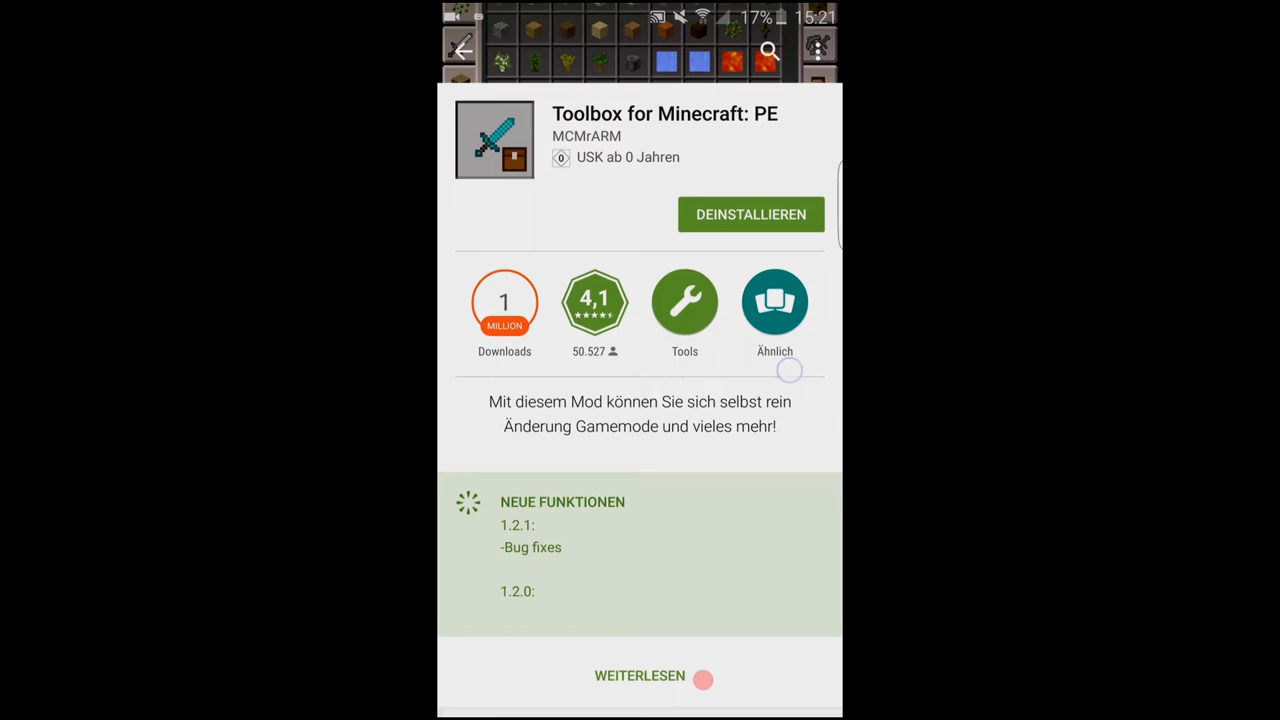 17% 15:21
Toolbox for Minecraft: PE
MCMrARM
0 USK ab 0 Jahren
DEINSTALLIEREN
1
MILLION
4,1
Downloads
50.527
Tools
Ähnlich
Mit diesem Mod können Sie sich selbst rein
Änderung Gamemode und vieles mehr!
NEUE FUNKTIONEN
1.2.1:
-Bug fixes
1.2.0:
WEITERLESEN